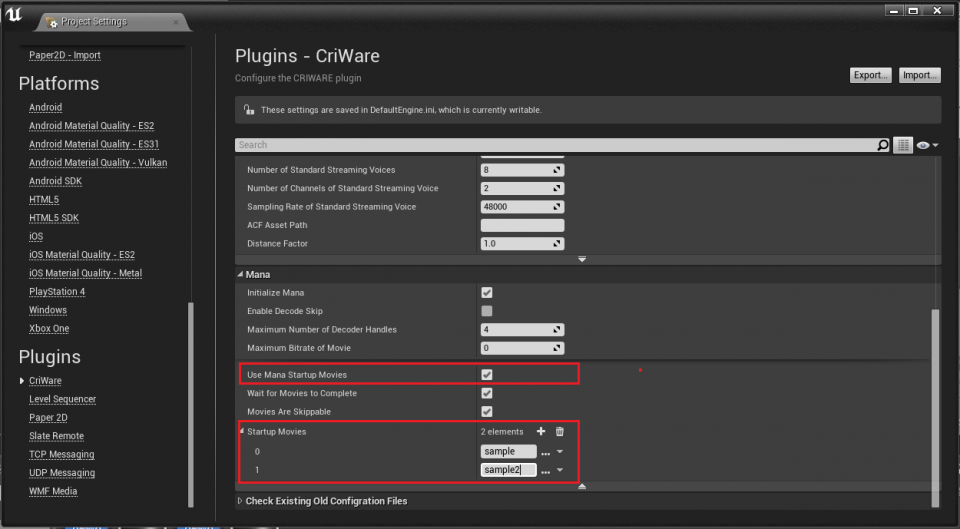 Project Settings
Paper2D - Import
Platforms
Android
Android Material Quality - ES2
Android Material Quality - ES31
Android Material Quality - Vulkan
Android SDK
HTML5
HTML5 SDK
iOS
iOS Material Quality - ES2
iOS Material Quality - Metal
PlayStation 4
Windows
Xbox One
Plugins
CriWare
Level Sequencer
Paper 2D
Slate Remote
TCP Messaging
UDP Messaging
WMF Media
Plugins - CriWare
Configure the CRIWARE plugin
Export... Import...
These settings are saved in DefaultEngine.ini, which is currently writable.
Search
Number of Standard Streaming Voices 8
Number of Channels of Standard Streaming Voice 2
Sampling Rate of Standard Streaming Voice 48000
ACF Asset Path
Distance Factor 1.0
Mana
Initialize Mana
Enable Decode Skip
Maximum Number of Decoder Handles 4
Maximum Bitrate of Movie 0
Use Mana Startup Movies
Wait for Movies to Complete
Movies Are Skippable
Startup Movies 2 elements
0 sample
1 sample2
Check Existing Old Configration Files